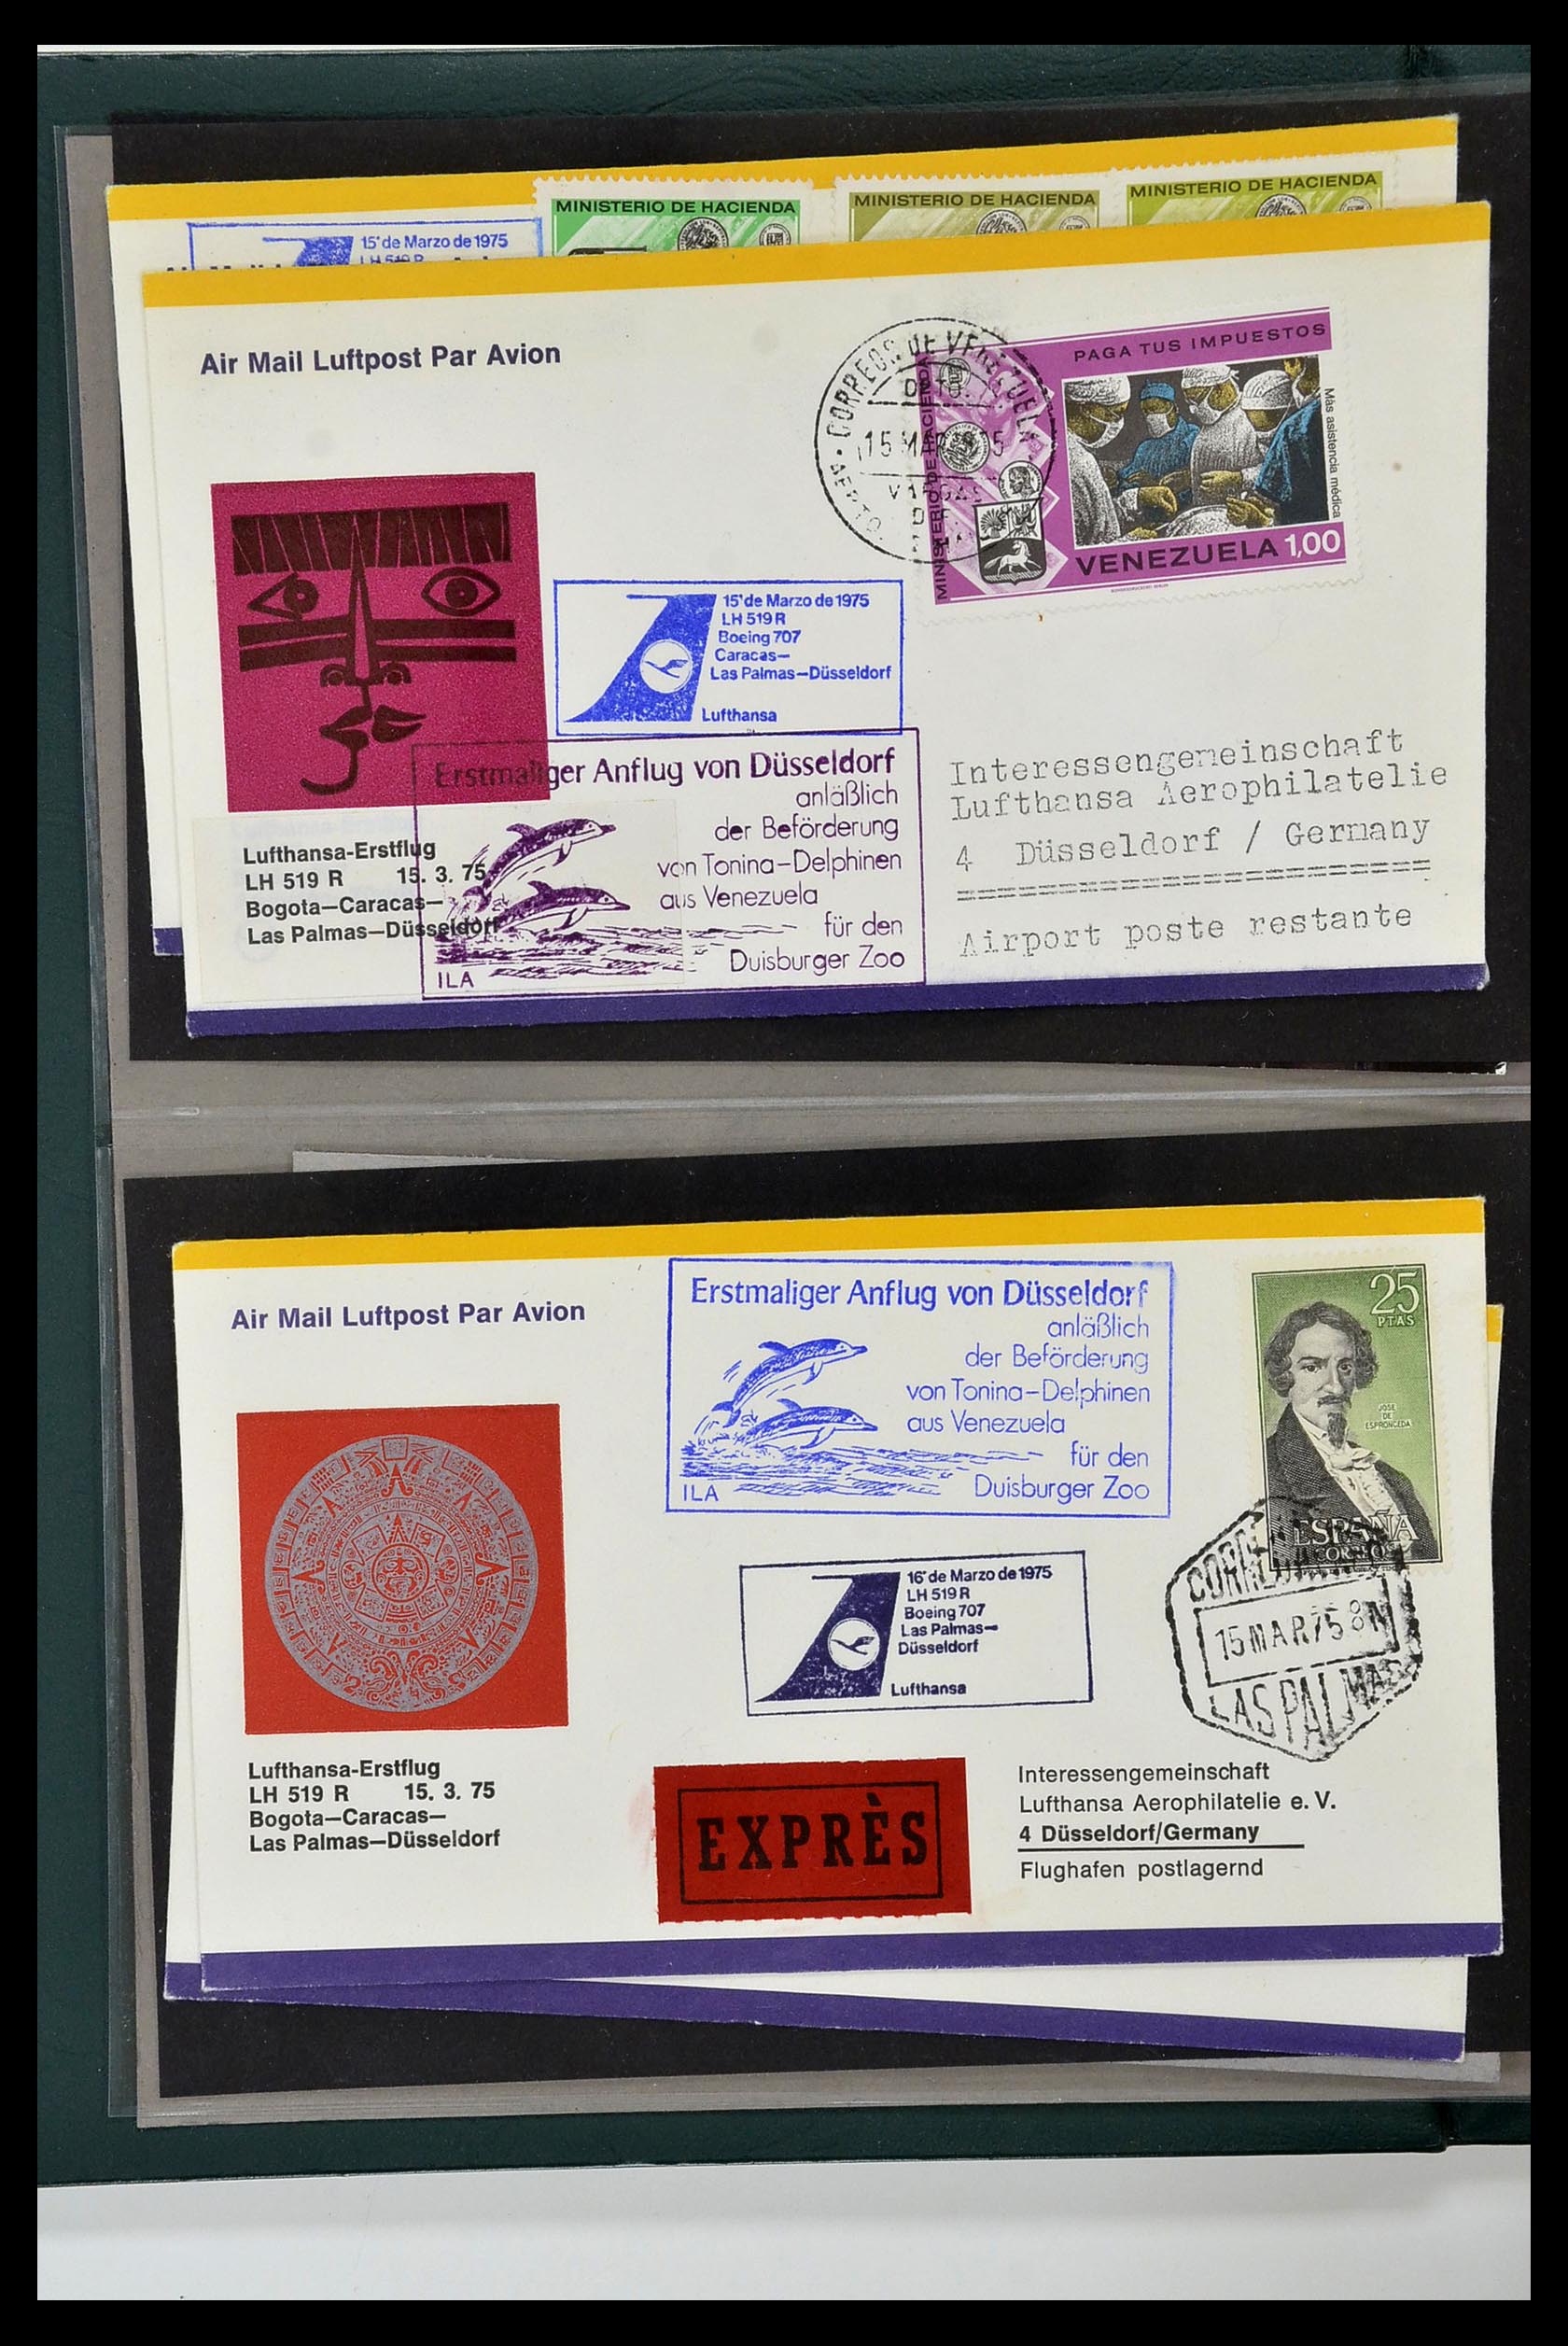 MINISTERIO DE HACIENDA
MINISTERIO DE HACIENDA
MINISTERIO DE HACIENDA
15' de Marzo de 1975
LH 519 R
Air Mail Luftpost Par Avion
CORREOS DE VENEZUELA
15 MAR
AEPTO.
D.F.
MINISTERIO DE HACIENDA
PAGA TUS IMPUESTOS
Más asistencia médica
VENEZUELA 1,00
15' de Marzo de 1975
LH 519 R
Boeing 707
Caracas—
Las Palmas—Düsseldorf
Lufthansa
Erstmaliger Anflug von Düsseldorf
anläßlich
der Beförderung
von Tonina-Delphinen
aus Venezuela
für den
Duisburger Zoo
ILA
Lufthansa-Erstflug
LH 519 R 15. 3. 75
Bogota—Caracas—
Las Palmas—Düsseldorf
Interessengemeinschaft
Lufthansa Aerophilatelie
4 Düsseldorf / Germany
Airport poste restante
Air Mail Luftpost Par Avion
Erstmaliger Anflug von Düsseldorf
anläßlich
der Beförderung
von Tonina-Delphinen
aus Venezuela
für den
Duisburger Zoo
ILA
25
PTAS
JOSE
DE
ESPRONCEDA
ESPAÑA
CORREOS
15 MAR 75 8N
LAS PALMAS
16' de Marzo de 1975
LH 519 R
Boeing 707
Las Palmas—
Düsseldorf
Lufthansa
Lufthansa-Erstflug
LH 519 R 15. 3. 75
Bogota—Caracas—
Las Palmas—Düsseldorf
EXPRÈS
Interessengemeinschaft
Lufthansa Aerophilatelie e. V.
4 Düsseldorf/Germany
Flughafen postlagernd